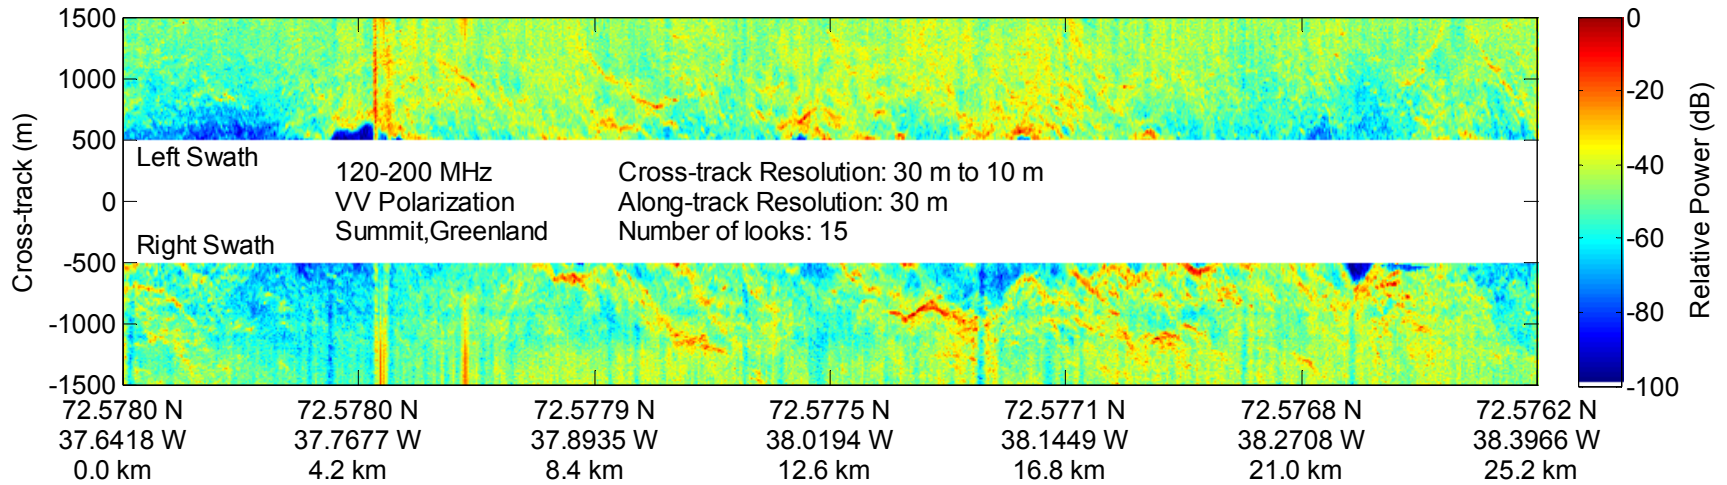 1500
1000
500
0
-500
-1000
-1500
Cross-track (m)
Left Swath
Right Swath
120-200 MHz
VV Polarization
Summit,Greenland
Cross-track Resolution: 30 m to 10 m
Along-track Resolution: 30 m
Number of looks: 15
72.5780 N 72.5780 N 72.5779 N 72.5775 N 72.5771 N 72.5768 N 72.5762 N
37.6418 W 37.7677 W 37.8935 W 38.0194 W 38.1449 W 38.2708 W 38.3966 W
0.0 km 4.2 km 8.4 km 12.6 km 16.8 km 21.0 km 25.2 km
0
-20
-40
-60
-80
-100
Relative Power (dB)